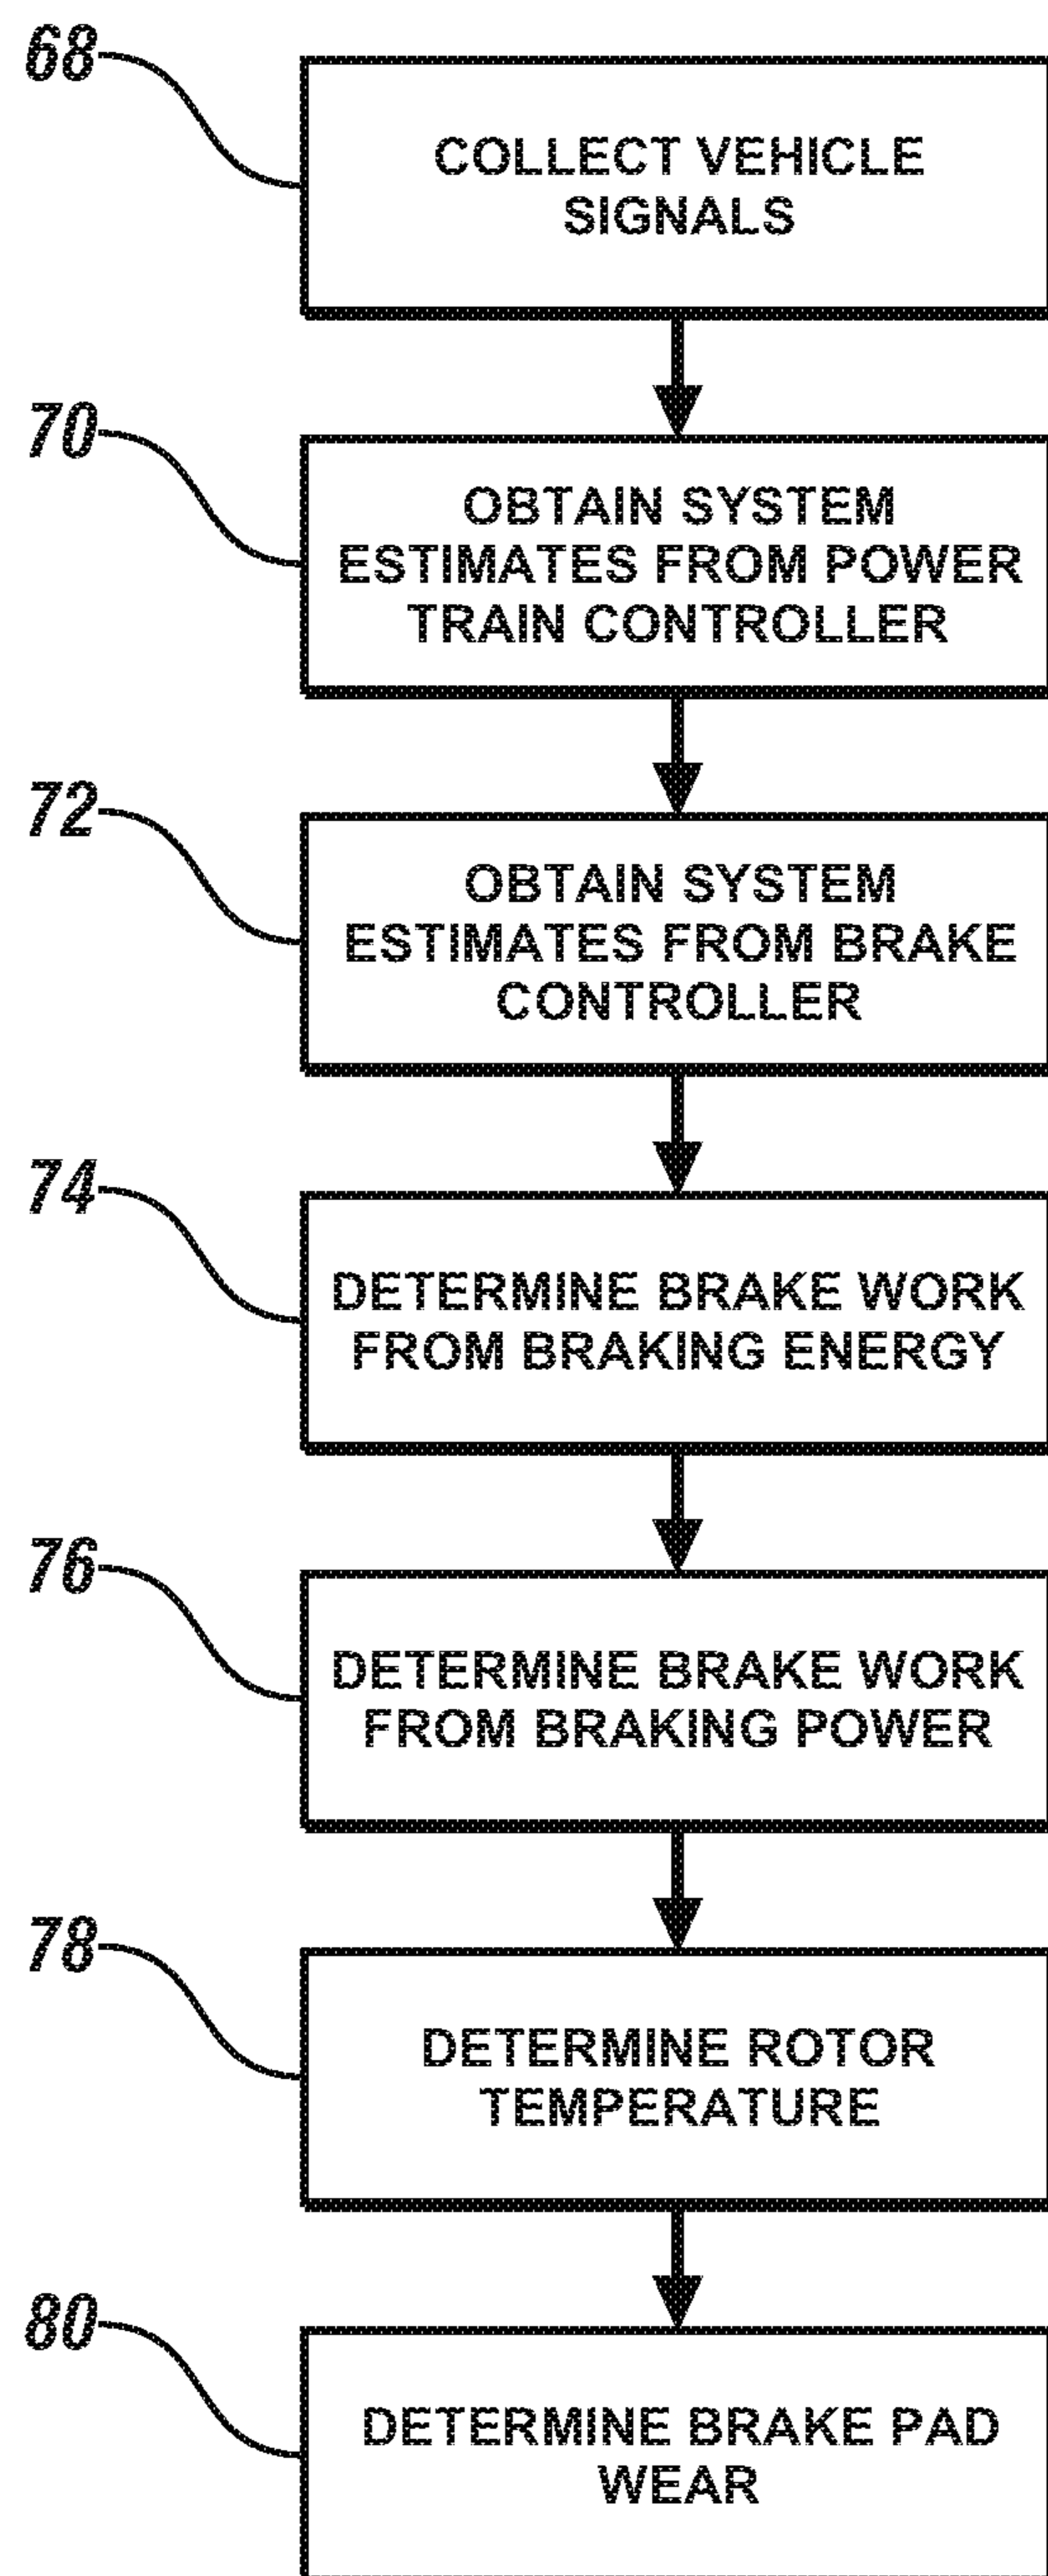 68
COLLECT VEHICLE
SIGNALS
70
OBTAIN SYSTEM
ESTIMATES FROM POWER
TRAIN CONTROLLER
72
OBTAIN SYSTEM
ESTIMATES FROM BRAKE
CONTROLLER
74
DETERMINE BRAKE WORK
FROM BRAKING ENERGY
76
DETERMINE BRAKE WORK
FROM BRAKING POWER
78
DETERMINE ROTOR
TEMPERATURE
80
DETERMINE BRAKE PAD
WEAR